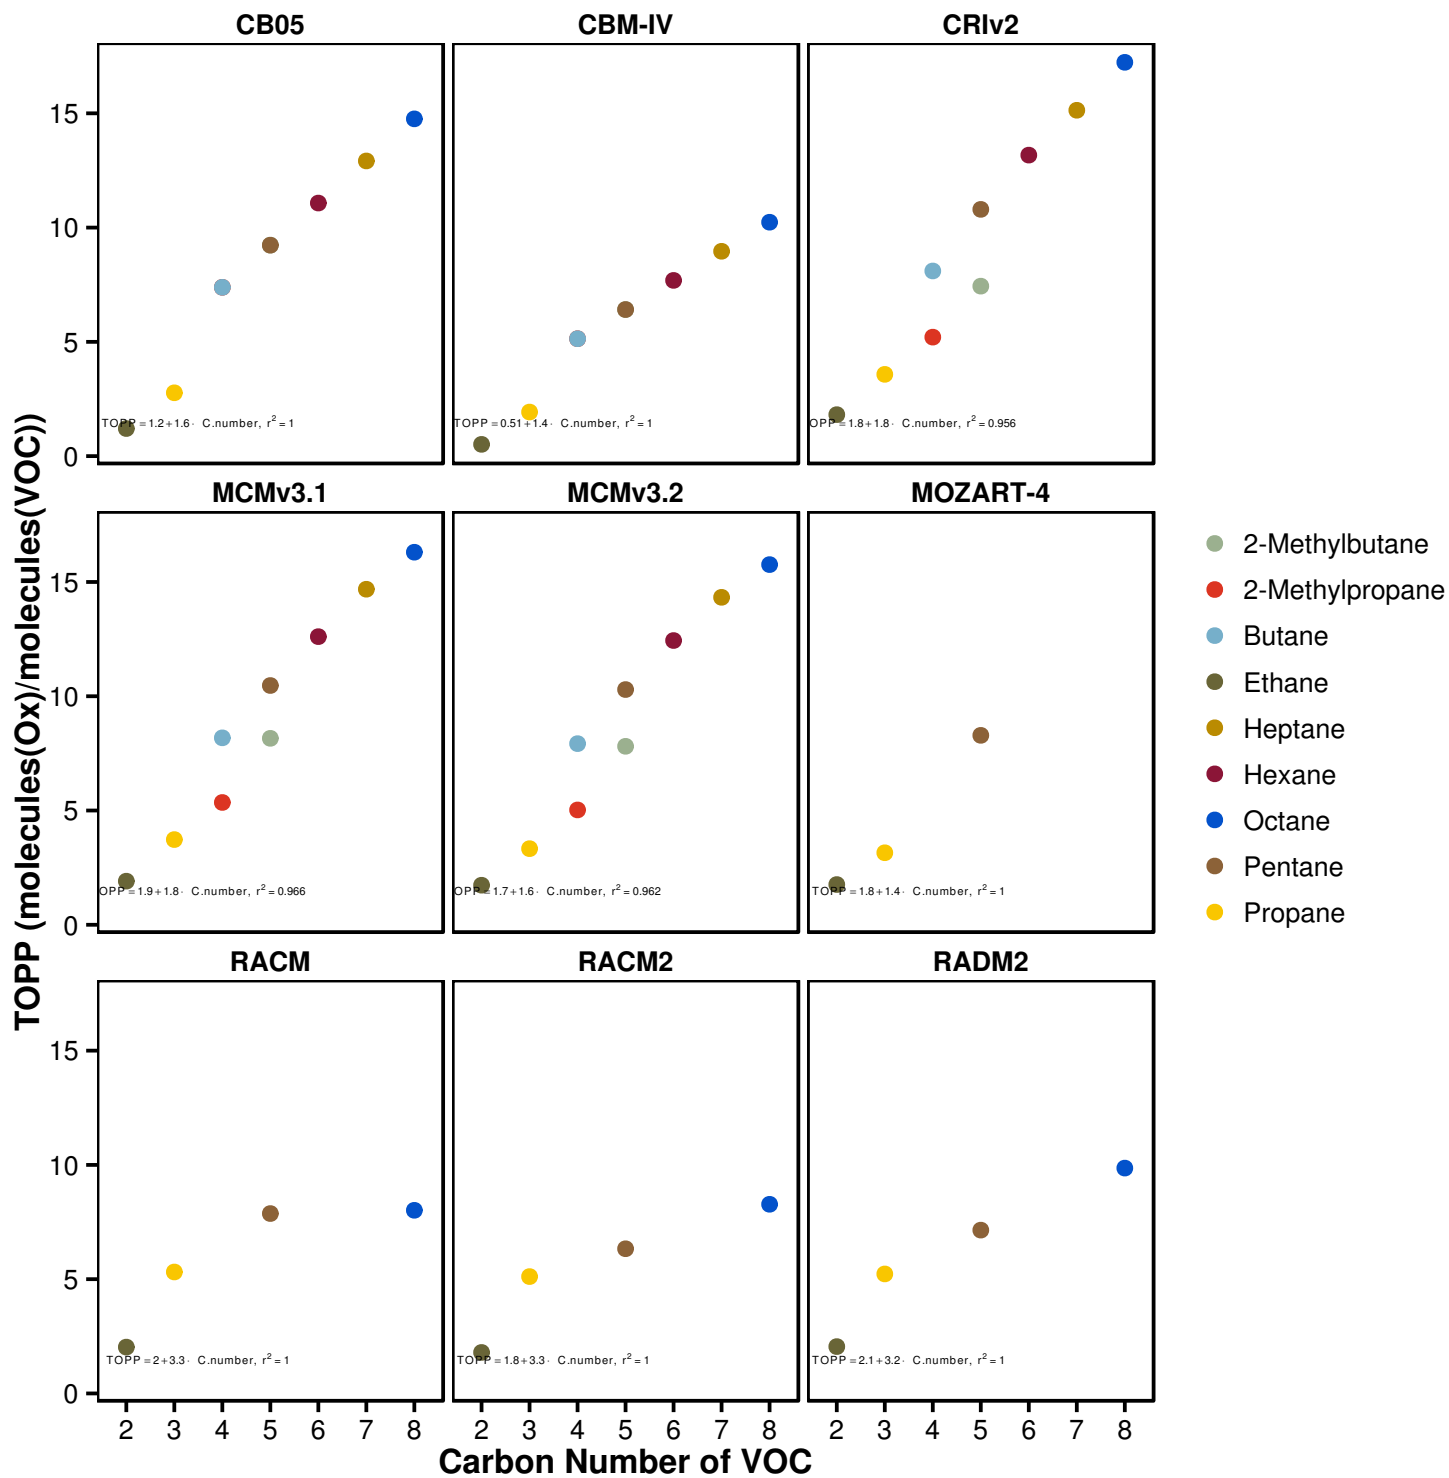 CB05 CBM-IV CRIv2
15
10
5
0
TOPP = 1.2 + 1.6 · C.number, r² = 1
TOPP = 0.51 + 1.4 · C.number, r² = 1
OPP = 1.8 + 1.8 · C.number, r² = 0.956
TOPP (molecules(Ox)/molecules(VOC))
MCMv3.1 MCMv3.2 MOZART-4
15
10
5
0
OPP = 1.9 + 1.8 · C.number, r² = 0.966
OPP = 1.7 + 1.6 · C.number, r² = 0.962
TOPP = 1.8 + 1.4 · C.number, r² = 1
RACM RACM2 RADM2
15
10
5
0
TOPP = 2 + 3.3 · C.number, r² = 1
TOPP = 1.8 + 3.3 · C.number, r² = 1
TOPP = 2.1 + 3.2 · C.number, r² = 1
2 3 4 5 6 7 8 2 3 4 5 6 7 8 2 3 4 5 6 7 8
Carbon Number of VOC
2-Methylbutane
2-Methylpropane
Butane
Ethane
Heptane
Hexane
Octane
Pentane
Propane